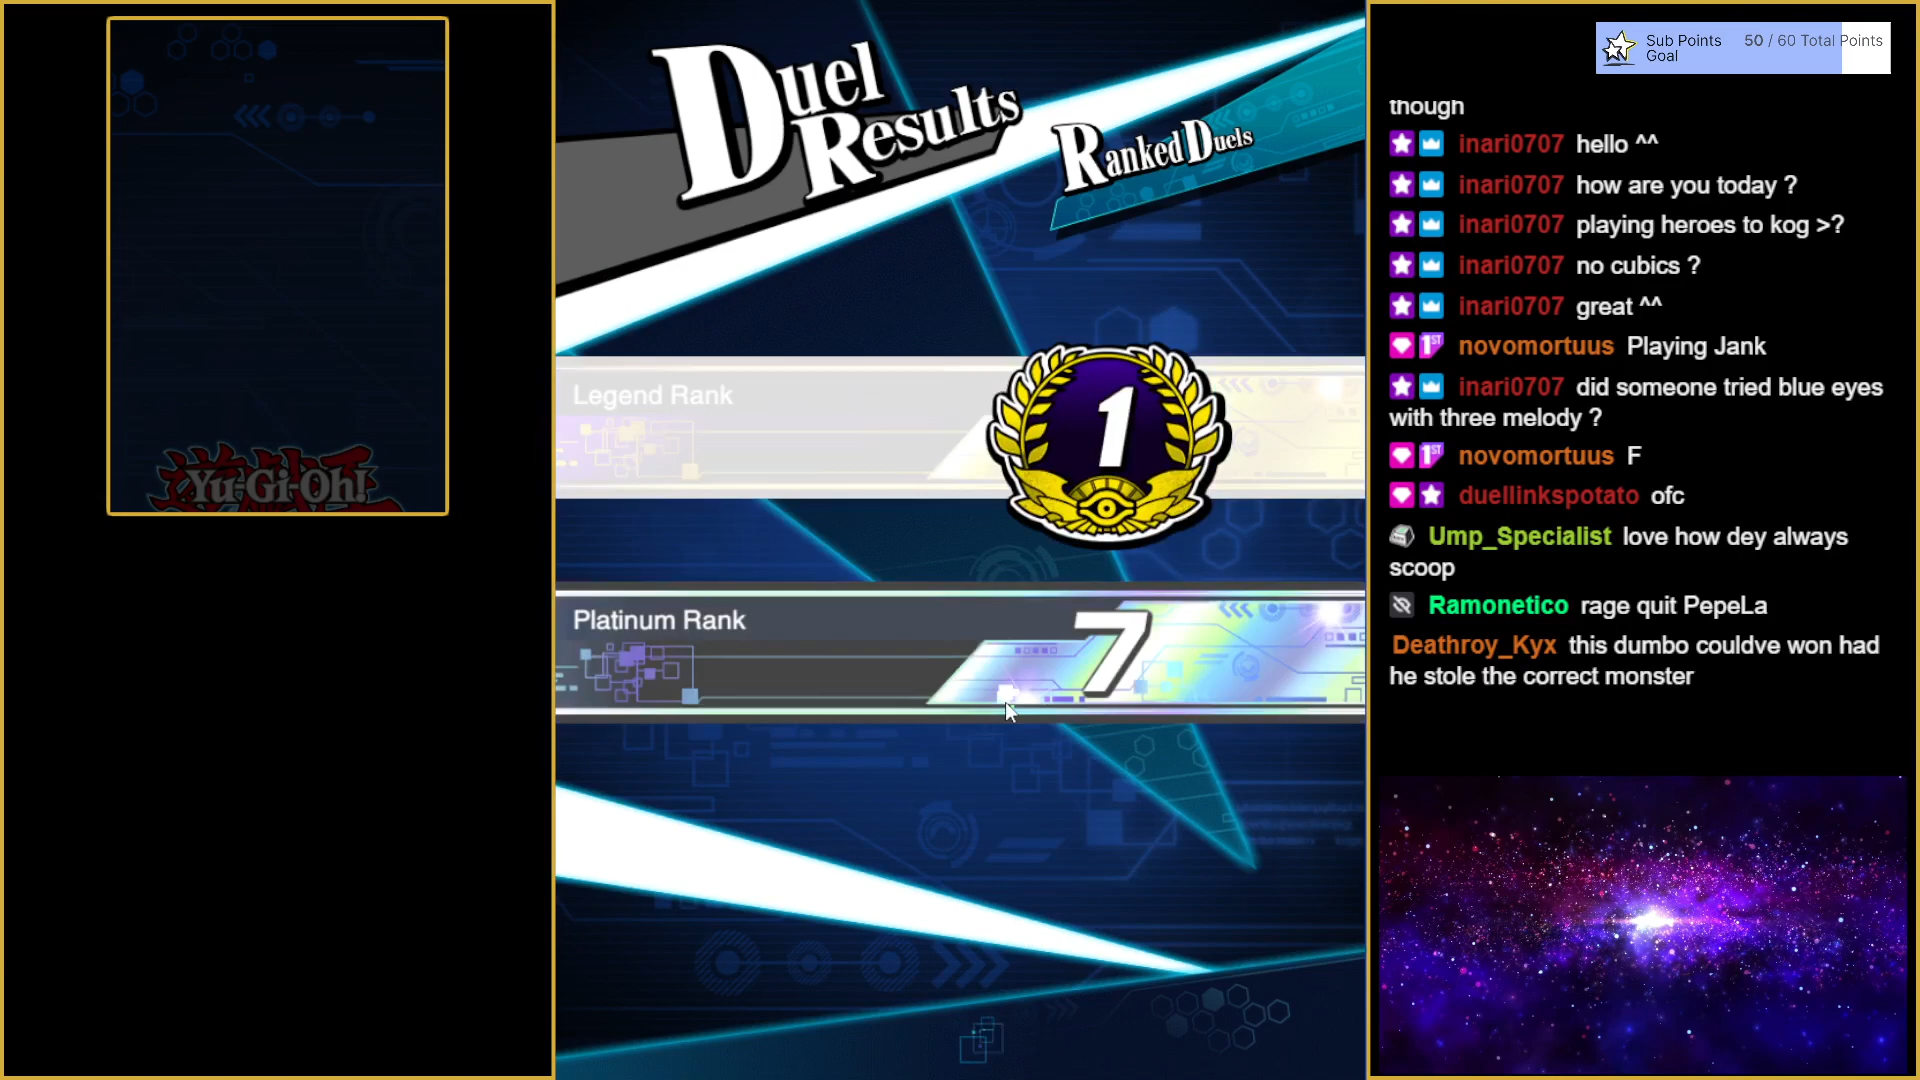 Yu-Gi-Oh!
Duel
Results
Ranked Duels
Legend Rank
1
Platinum Rank
7
Sub Points
Goal
50 / 60 Total Points
though
inari0707 hello ^^
inari0707 how are you today ?
inari0707 playing heroes to kog >?
inari0707 no cubics ?
inari0707 great ^^
1ST novomortuus Playing Jank
inari0707 did someone tried blue eyes
with three melody ?
1ST novomortuus F
duellinkspotato ofc
Ump_Specialist love how dey always
scoop
Ramonetico rage quit PepeLa
Deathroy_Kyx this dumbo couldve won had
he stole the correct monster